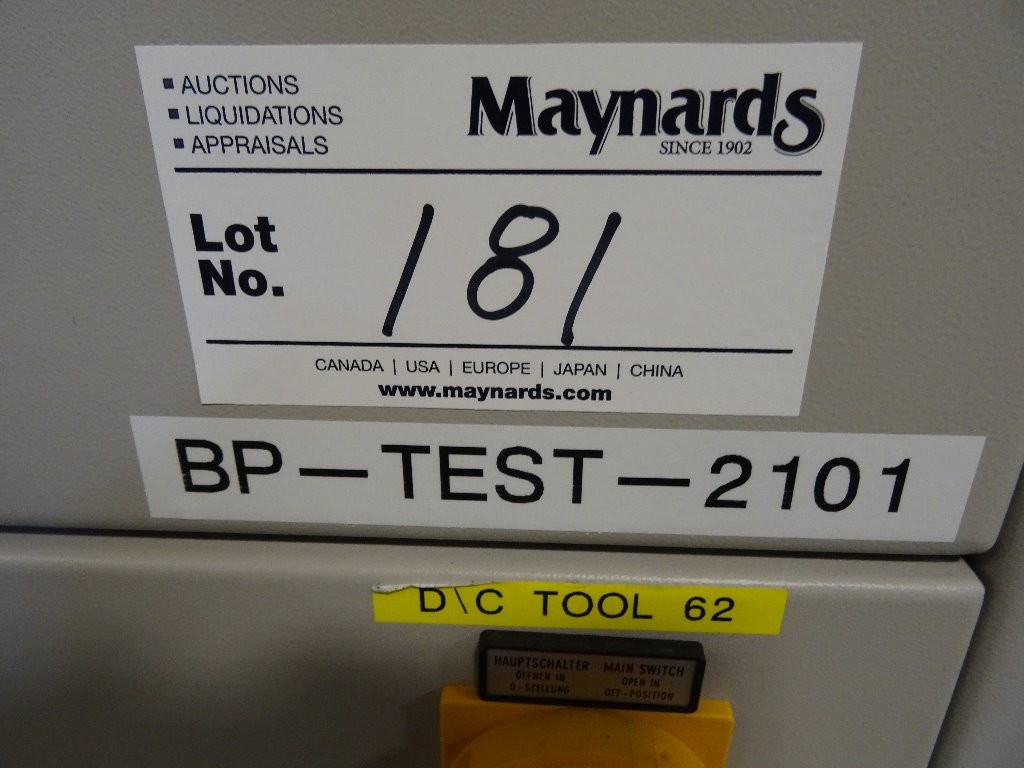 ▪ AUCTIONS
▪ LIQUIDATIONS
▪ APPRAISALS
Maynards
SINCE 1902
Lot
No.
181
CANADA | USA | EUROPE | JAPAN | CHINA
www.maynards.com
BP-TEST-2101
D\C TOOL 62
HAUPTSCHALTER
ÖFFNEN IN
0-STELLUNG
MAIN SWITCH
OPEN IN
OFF-POSITION